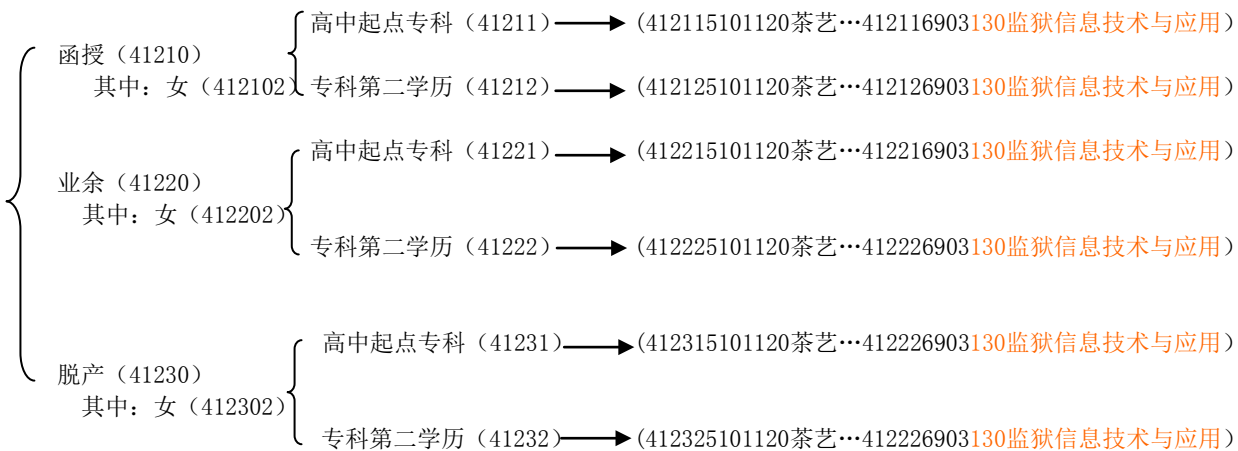 高中起点专科（41211）（412115101120茶艺…412116903130监狱信息技术与应用）
函授（41210）
其中：女（412102）
专科第二学历（41212）（412125101120茶艺…412126903130监狱信息技术与应用）
高中起点专科（41221）（412215101120茶艺…412216903130监狱信息技术与应用）
业余（41220）
其中：女（412202）
专科第二学历（41222）（412225101120茶艺…412226903130监狱信息技术与应用）
高中起点专科（41231）（412315101120茶艺…412226903130监狱信息技术与应用）
脱产（41230）
其中：女（412302）
专科第二学历（41232）（412325101120茶艺…412226903130监狱信息技术与应用）